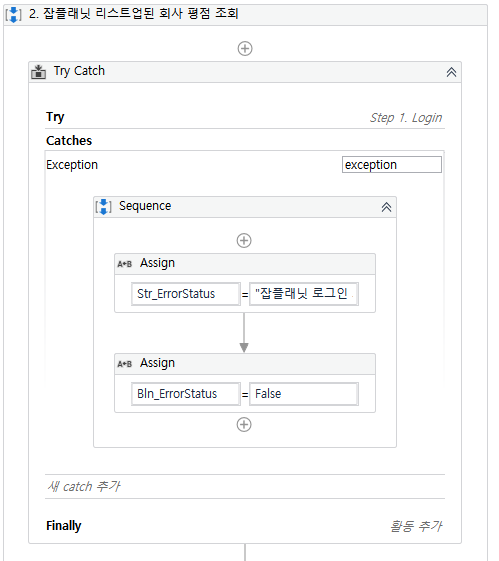 2. 잡플래닛 리스트업된 회사 평점 조회
Try Catch
Try Step 1. Login
Catches
Exception exception
Sequence
A*B Assign
Str_ErrorStatus = "잡플래닛 로그인
A*B Assign
Bln_ErrorStatus = False
새 catch 추가
Finally 활동 추가